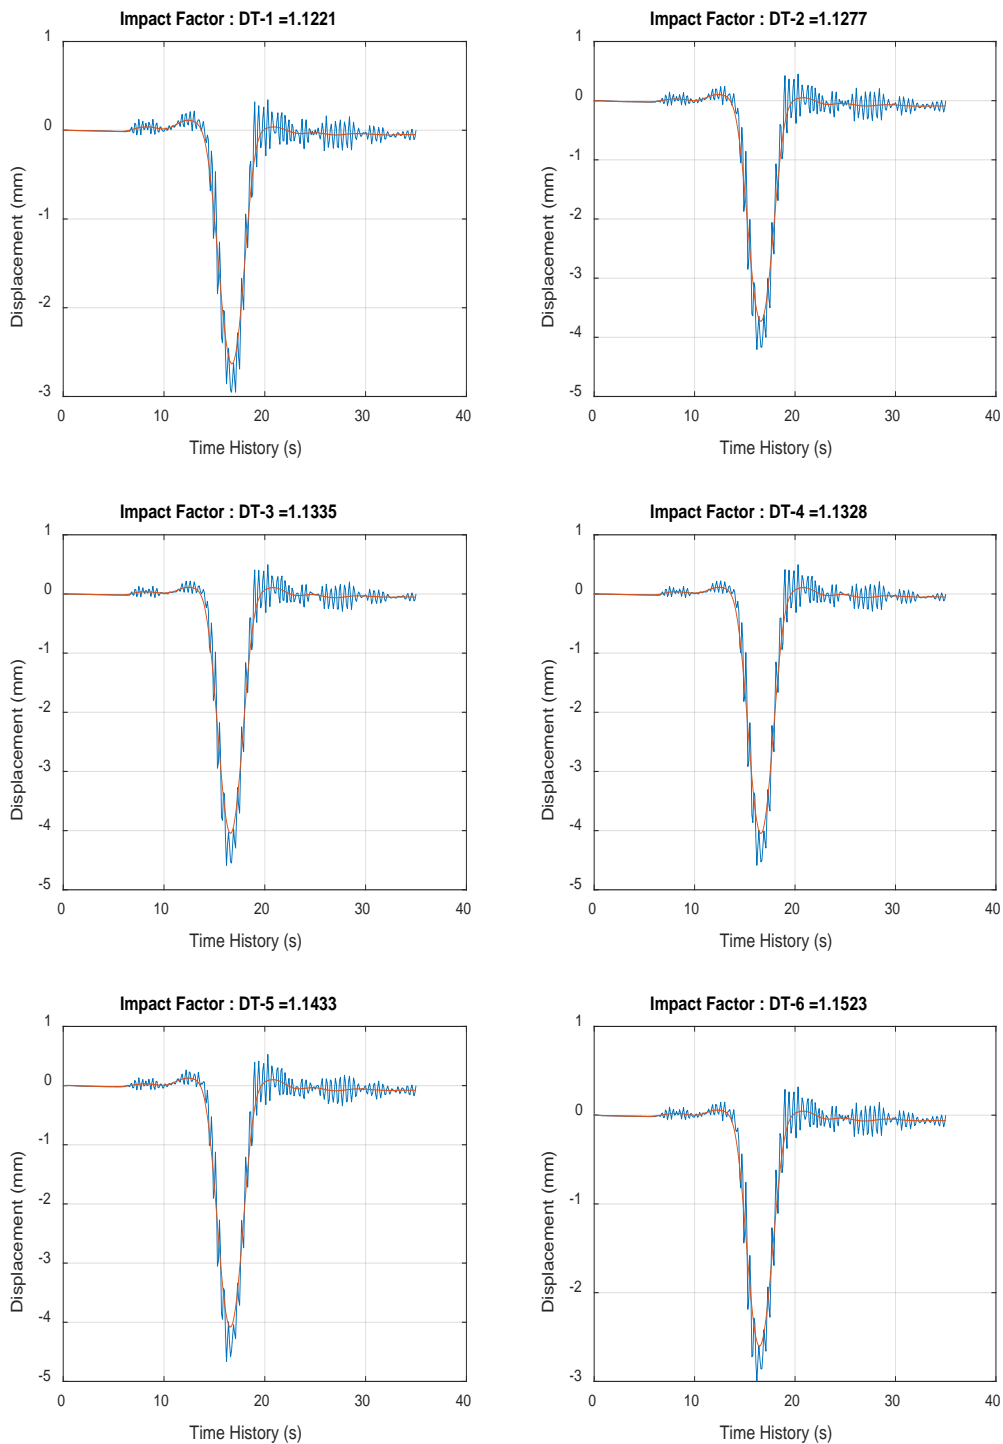 Impact Factor : DT-1 =1.1221
1
0
-1
-2
-3
Displacement (mm)
0 10 20 30 40
Time History (s)
Impact Factor : DT-2 =1.1277
1
0
-1
-2
-3
-4
-5
Displacement (mm)
0 10 20 30 40
Time History (s)
Impact Factor : DT-3 =1.1335
1
0
-1
-2
-3
-4
-5
Displacement (mm)
0 10 20 30 40
Time History (s)
Impact Factor : DT-4 =1.1328
1
0
-1
-2
-3
-4
-5
Displacement (mm)
0 10 20 30 40
Time History (s)
Impact Factor : DT-5 =1.1433
1
0
-1
-2
-3
-4
-5
Displacement (mm)
0 10 20 30 40
Time History (s)
Impact Factor : DT-6 =1.1523
1
0
-1
-2
-3
Displacement (mm)
0 10 20 30 40
Time History (s)